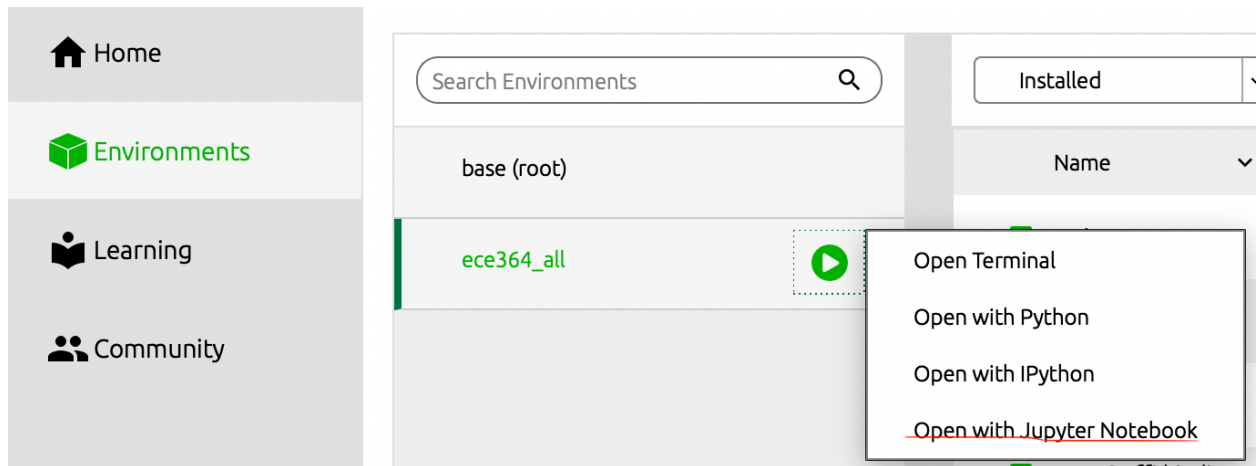 Home
Environments
Learning
Community
Search Environments
base (root)
ece364_all
Installed
Name
Open Terminal
Open with Python
Open with IPython
Open with Jupyter Notebook